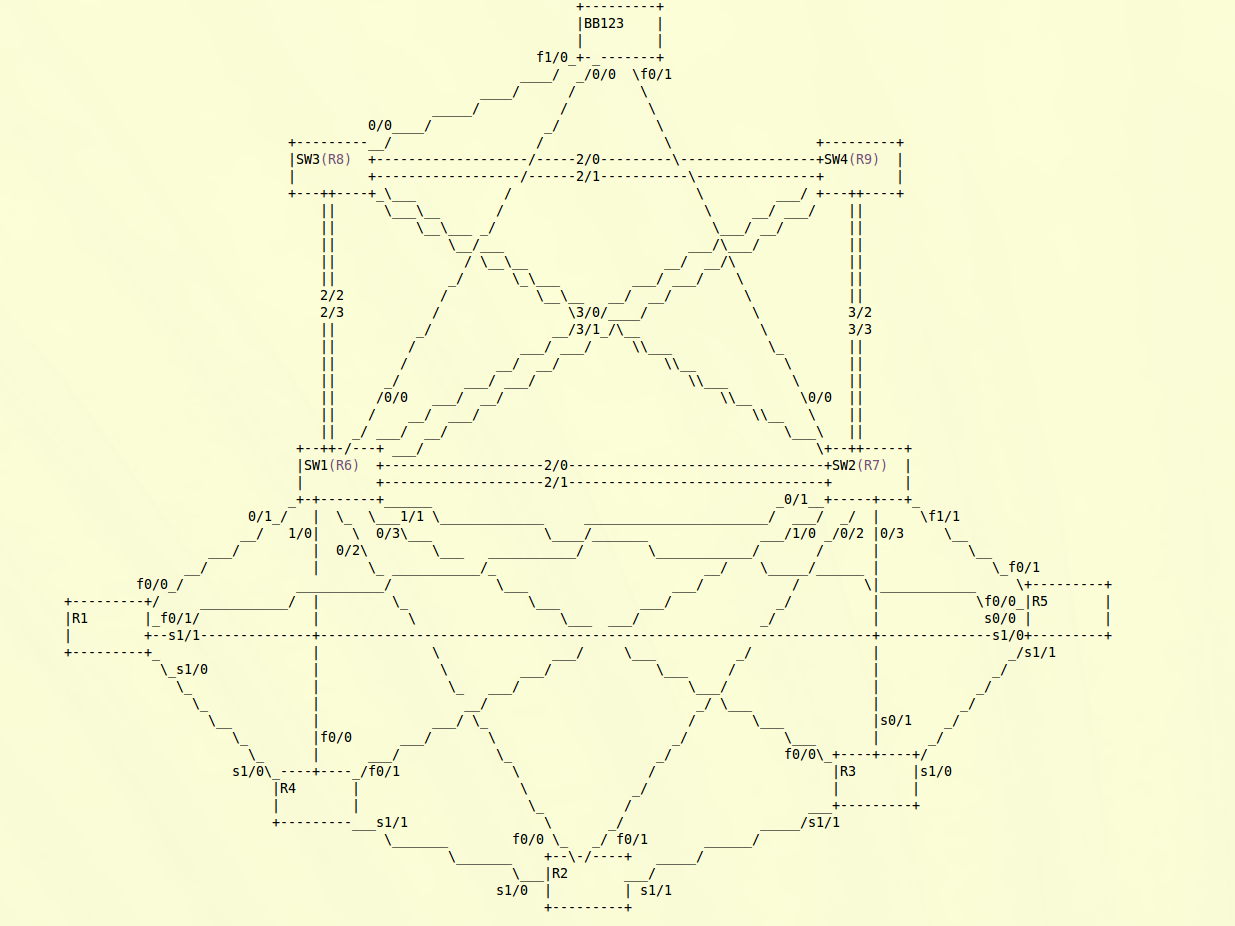 BB123
f1/0
0/0 f0/1
0/0
SW3(R8) 2/0 SW4(R9)
2/1
2/2
2/3 3/0 3/2
3/1 3/3
0/0 0/0
SW1(R6) 2/0 SW2(R7)
2/1
0/1
0/1 1/1 f1/1
1/0 0/3 1/0 0/2 0/3
0/2
f0/1
f0/0
R1 f0/0 R5
f0/1 s0/0
s1/1 s1/0
s1/1
s1/0
s0/1
f0/0
f0/0
s1/0 f0/1 R3 s1/0
R4
s1/1 s1/1
f0/0 f0/1
R2
s1/0 s1/1